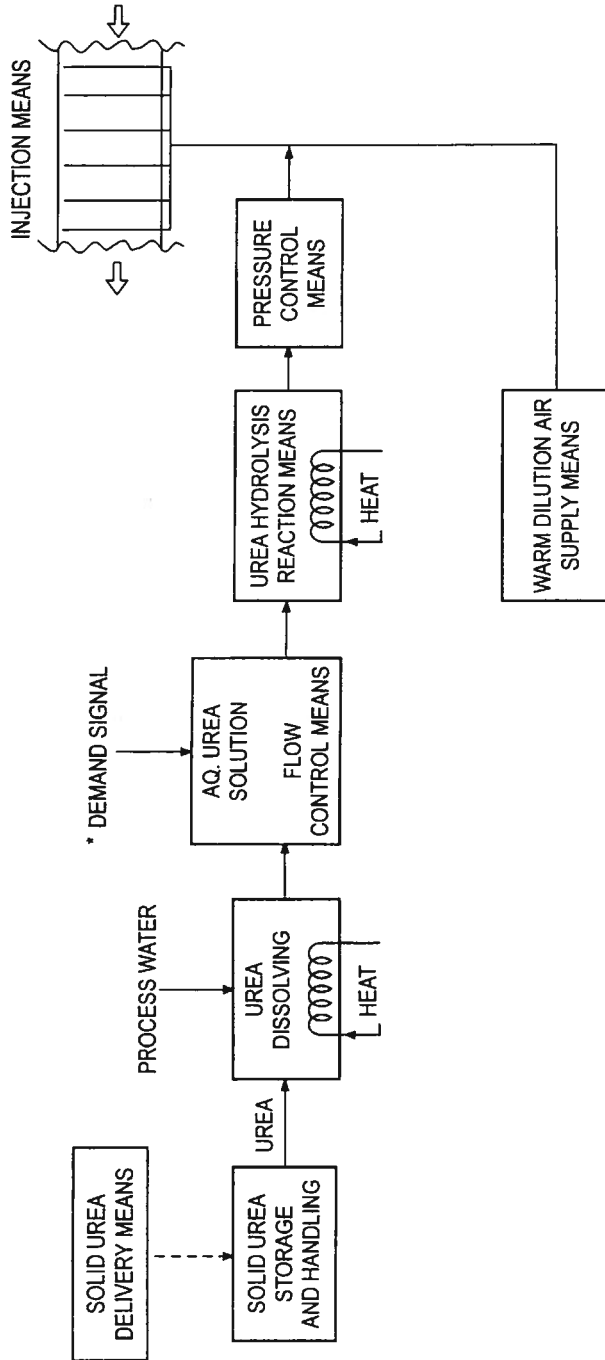 SOLID UREA
DELIVERY MEANS
SOLID UREA
STORAGE
AND HANDLING
UREA
PROCESS WATER
UREA
DISSOLVING
HEAT
* DEMAND SIGNAL
AQ. UREA
SOLUTION
FLOW
CONTROL MEANS
UREA HYDROLYSIS
REACTION MEANS
HEAT
PRESSURE
CONTROL
MEANS
INJECTION MEANS
WARM DILUTION AIR
SUPPLY MEANS